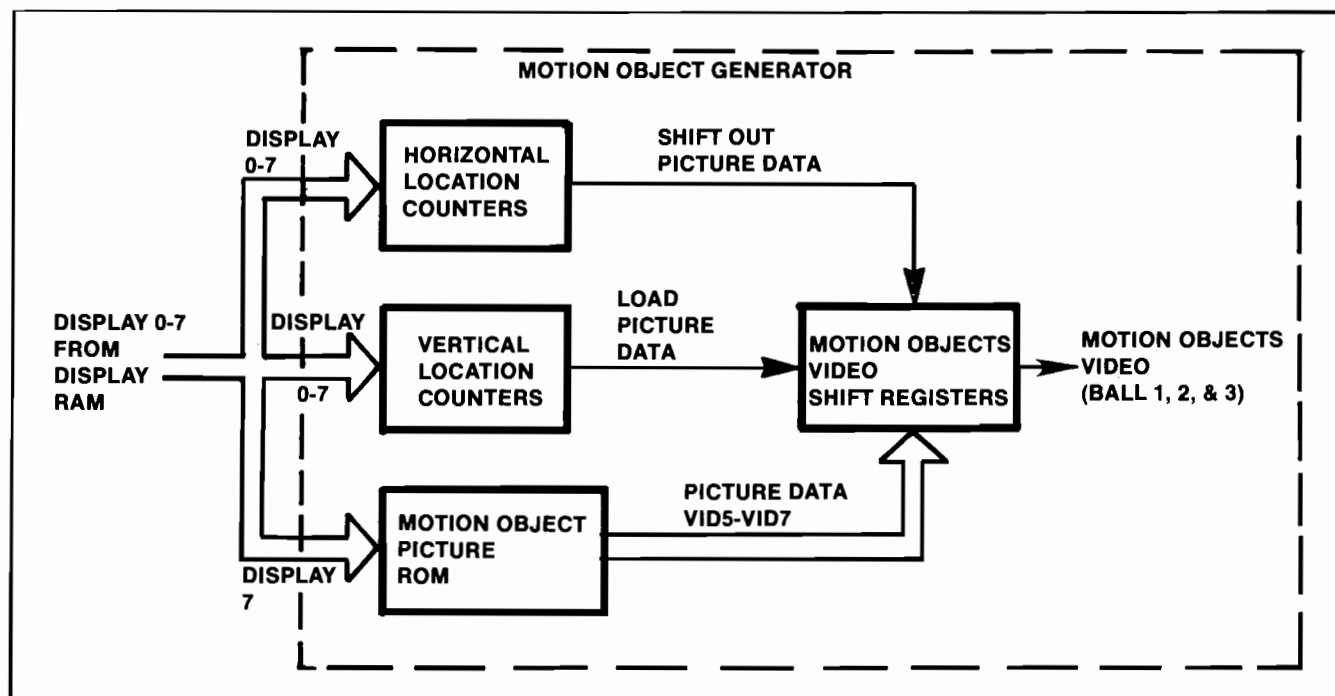 MOTION OBJECT GENERATOR
DISPLAY
0-7
HORIZONTAL
LOCATION
COUNTERS
SHIFT OUT
PICTURE DATA
DISPLAY 0-7
FROM
DISPLAY
RAM
DISPLAY
0-7
VERTICAL
LOCATION
COUNTERS
LOAD
PICTURE
DATA
MOTION OBJECTS
VIDEO
SHIFT REGISTERS
MOTION OBJECTS
VIDEO
(BALL 1, 2, & 3)
DISPLAY
7
MOTION OBJECT
PICTURE
ROM
PICTURE DATA
VID5-VID7